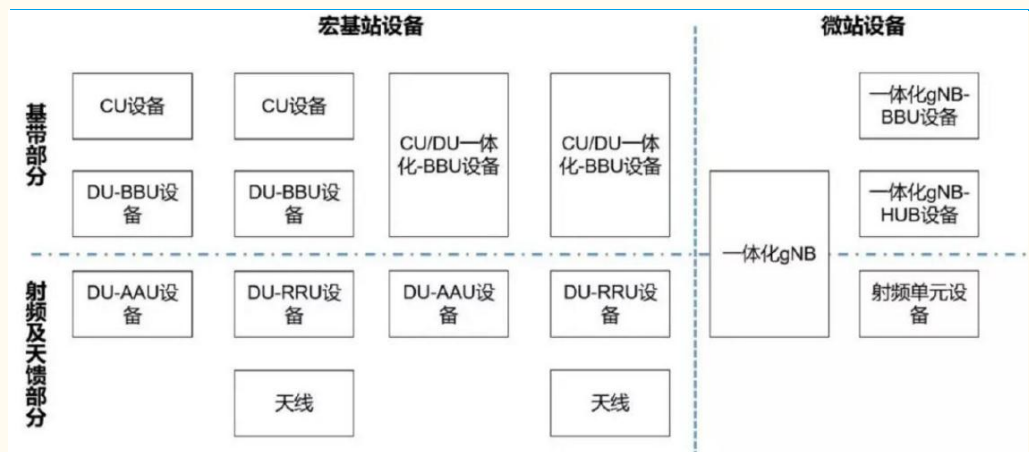 宏基站设备
微站设备
基带部分
CU设备
CU设备
CU/DU一体
化-BBU设备
CU/DU一体
化-BBU设备
一体化gNB-
BBU设备
DU-BBU设
备
DU-BBU设
备
一体化gNB-
HUB设备
一体化gNB
射频及天馈部分
DU-AAU设
备
DU-RRU设
备
DU-AAU设
备
DU-RRU设
备
射频单元设
备
天线
天线